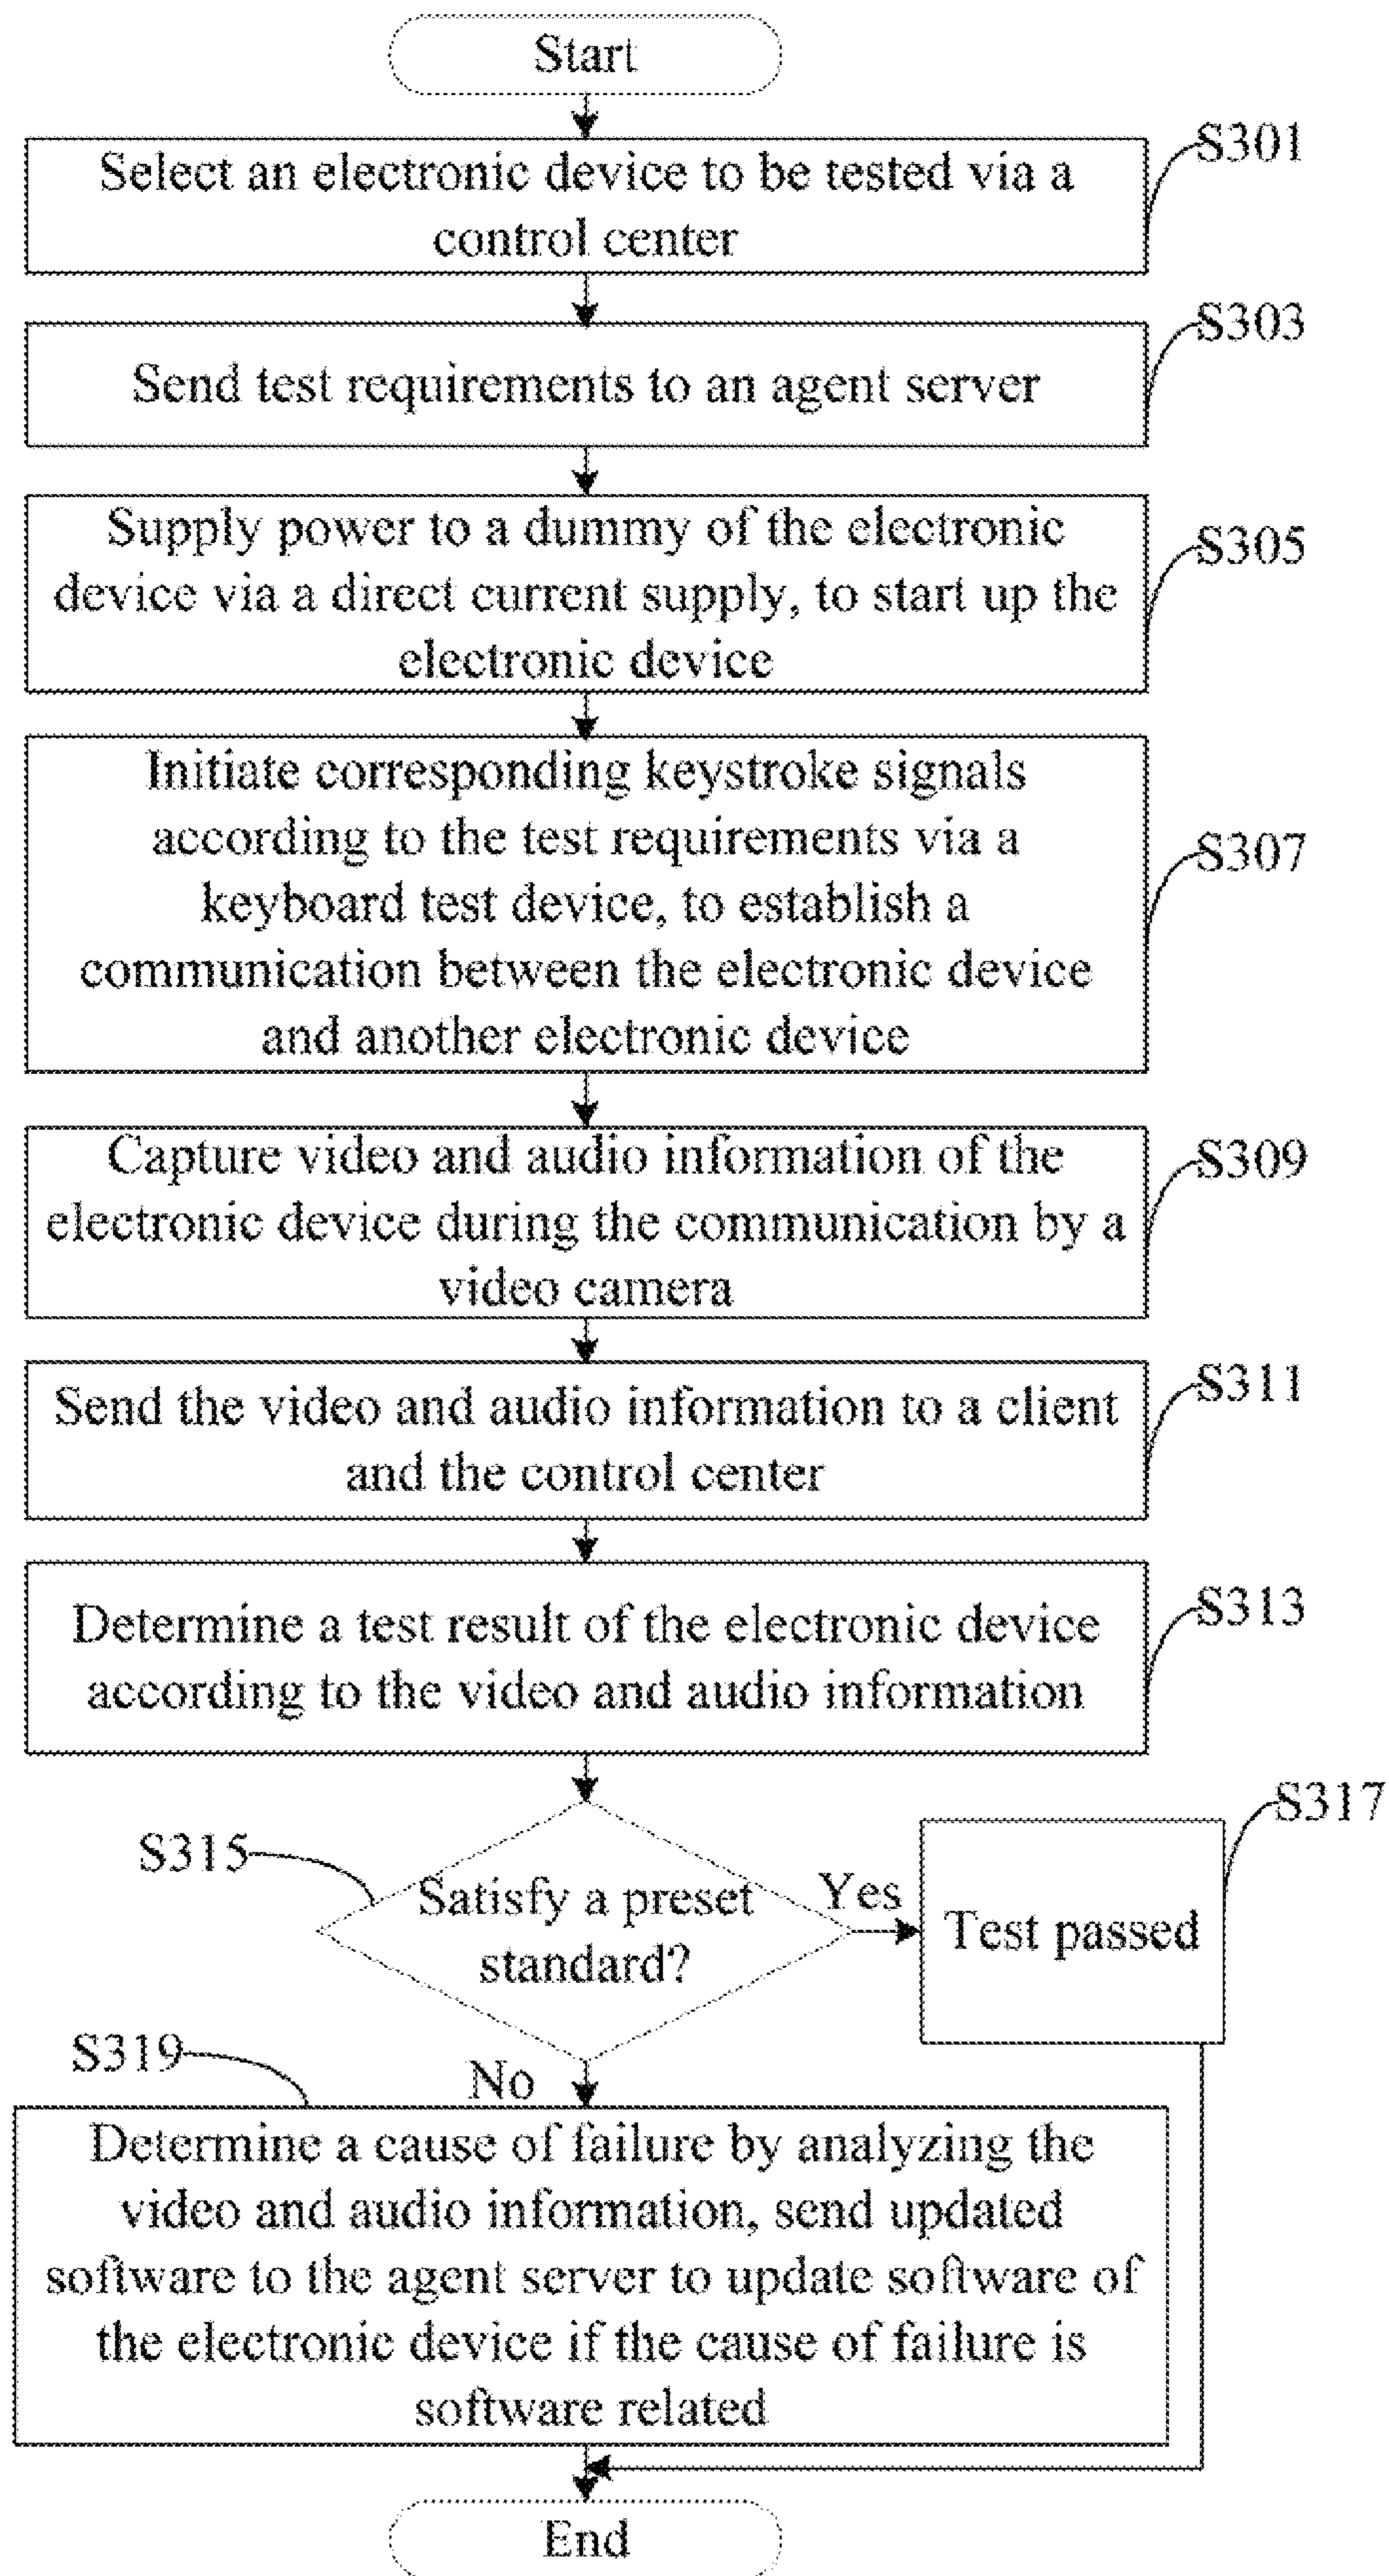 Start
S301
Select an electronic device to be tested via a
control center
S303
Send test requirements to an agent server
S305
Supply power to a dummy of the electronic
device via a direct current supply, to start up the
electronic device
S307
Initiate corresponding keystroke signals
according to the test requirements via a
keyboard test device, to establish a
communication between the electronic device
and another electronic device
S309
Capture video and audio information of the
electronic device during the communication by a
video camera
S311
Send the video and audio information to a client
and the control center
S313
Determine a test result of the electronic device
according to the video and audio information
S315
Satisfy a preset
standard?
Yes
S317
Test passed
S319
No
Determine a cause of failure by analyzing the
video and audio information, send updated
software to the agent server to update software of
the electronic device if the cause of failure is
software related
End